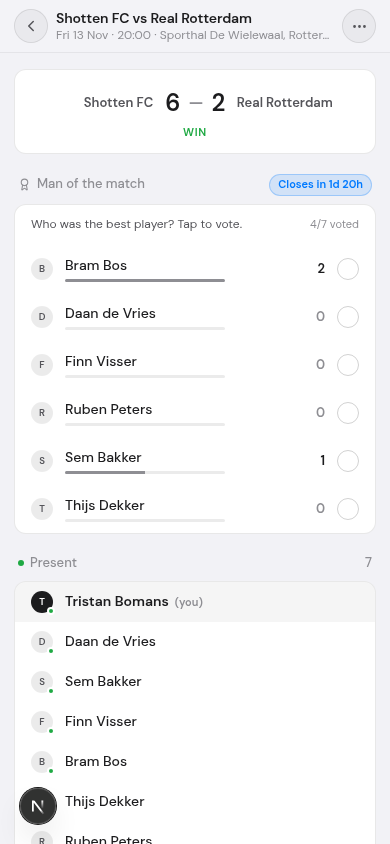 Shotten FC vs Real Rotterdam
Fri 13 Nov · 20:00 · Sporthal De Wielewaal, Rotter...
Shotten FC 6 — 2 Real Rotterdam
WIN
Man of the match
Closes in 1d 20h
Who was the best player? Tap to vote.
4/7 voted
B Bram Bos 2
D Daan de Vries 0
F Finn Visser 0
R Ruben Peters 0
S Sem Bakker 1
T Thijs Dekker 0
Present 7
T Tristan Bomans (you)
D Daan de Vries
S Sem Bakker
F Finn Visser
B Bram Bos
N Thijs Dekker
R Ruben Peters